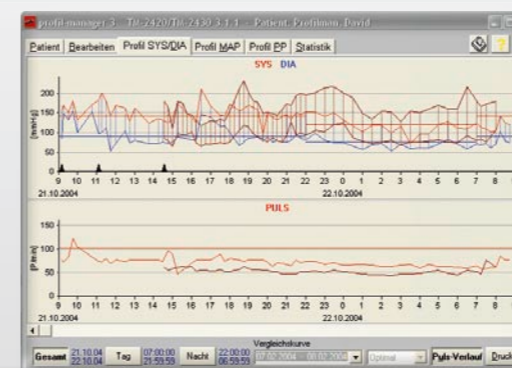 profil-manager 3. TM-2420/TM-2430 3.1.1 - Patient: Profilman, David
Patient Bearbeiten Profil SYS/DIA Profil MAP Profil PP Statistik
SYS DIA
[mmHg]
200
150
100
50
0
9 10 11 12 13 14 15 16 17 18 19 20 21 22 23 0 1 2 3 4 5 6 7 8
21.10.2004 22.10.2004
PULS
[P/min]
150
100
50
0
9 10 11 12 13 14 15 16 17 18 19 20 21 22 23 0 1 2 3 4 5 6 7 8
21.10.2004 22.10.2004
Vergleichskurve
Gesamt 21.10.04 22.10.04 Tag 07:00:00 21:59:59 Nacht 22:00:00 06:59:59 Optimal Puls-Verlauf Druck